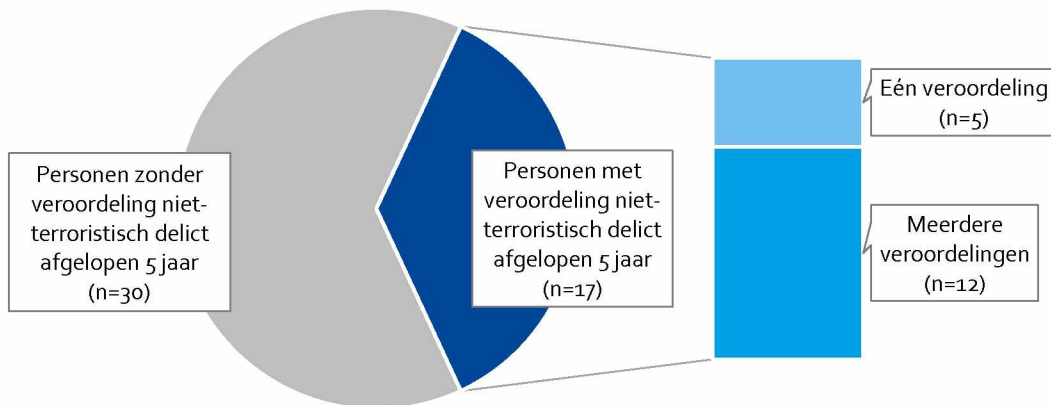 Personen zonder
veroordeling niet-
terroristisch delict
afgelopen 5 jaar
(n=30)
Personen met
veroordeling niet-
terroristisch delict
afgelopen 5 jaar
(n=17)
Eén veroordeling
(n=5)
Meerdere
veroordelingen
(n=12)